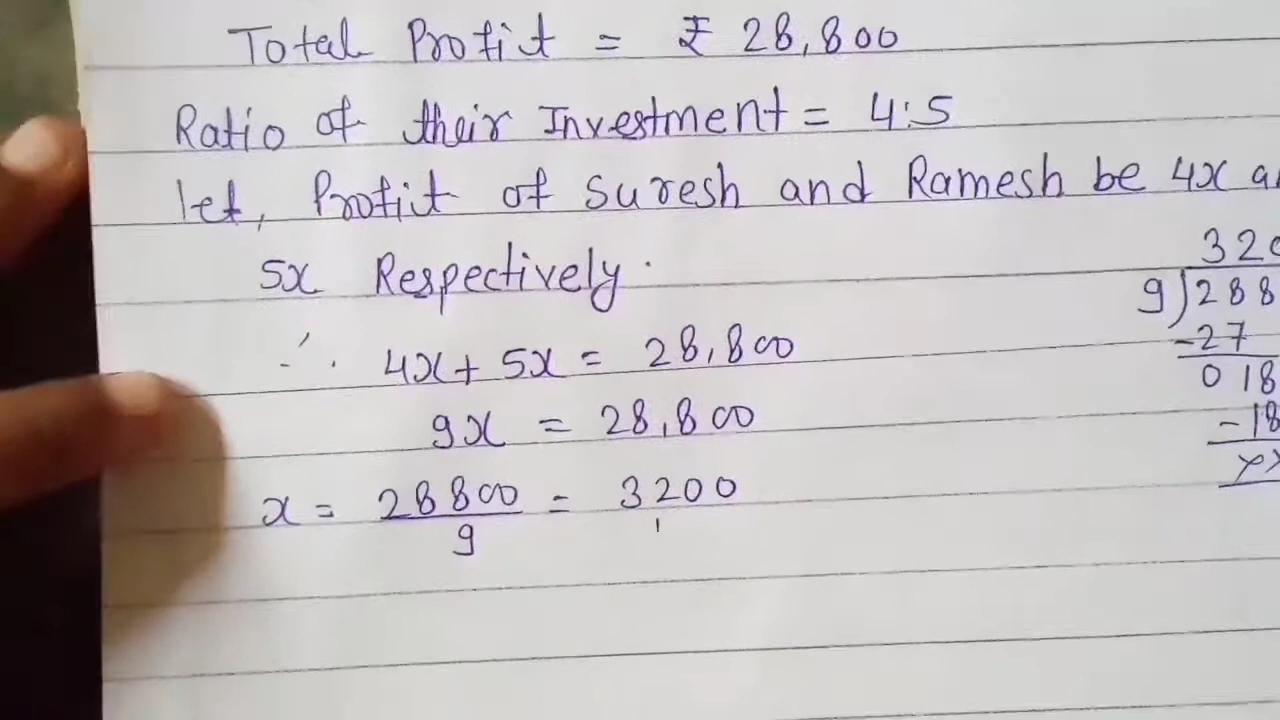 Total Profit = ₹ 28,800
Ratio of their Investment = 4:5
let, Profit of Suresh and Ramesh be 4x
5x Respectively.
∴ 4x + 5x = 28,800
9x = 28,800
x = 28800/9 = 3200
320
9)288
-27
018
-18